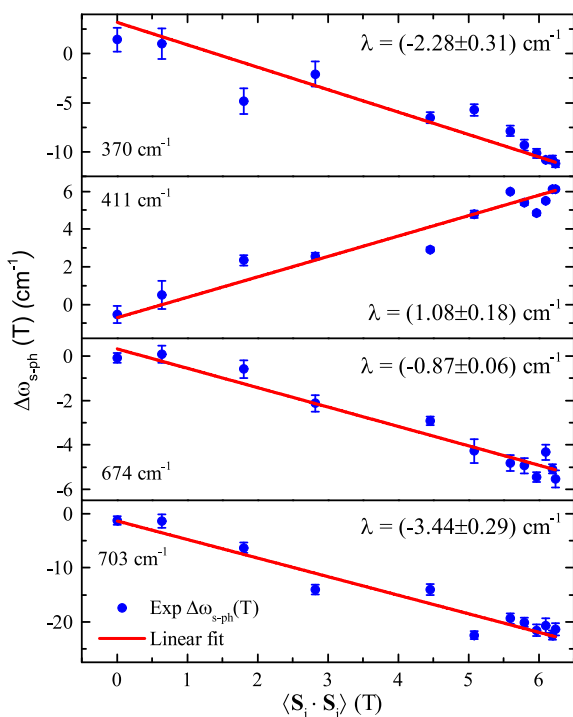 0
-5
-10
λ = (-2.28±0.31) cm⁻¹
370 cm⁻¹
6
4
2
0
411 cm⁻¹
λ = (1.08±0.18) cm⁻¹
0
-2
-4
-6
λ = (-0.87±0.06) cm⁻¹
674 cm⁻¹
0
-10
-20
λ = (-3.44±0.29) cm⁻¹
703 cm⁻¹
Exp Δω_s-ph(T)
Linear fit
0 1 2 3 4 5 6 7
⟨S_i · S_j⟩ (T)
Δω_s-ph (T) (cm⁻¹)